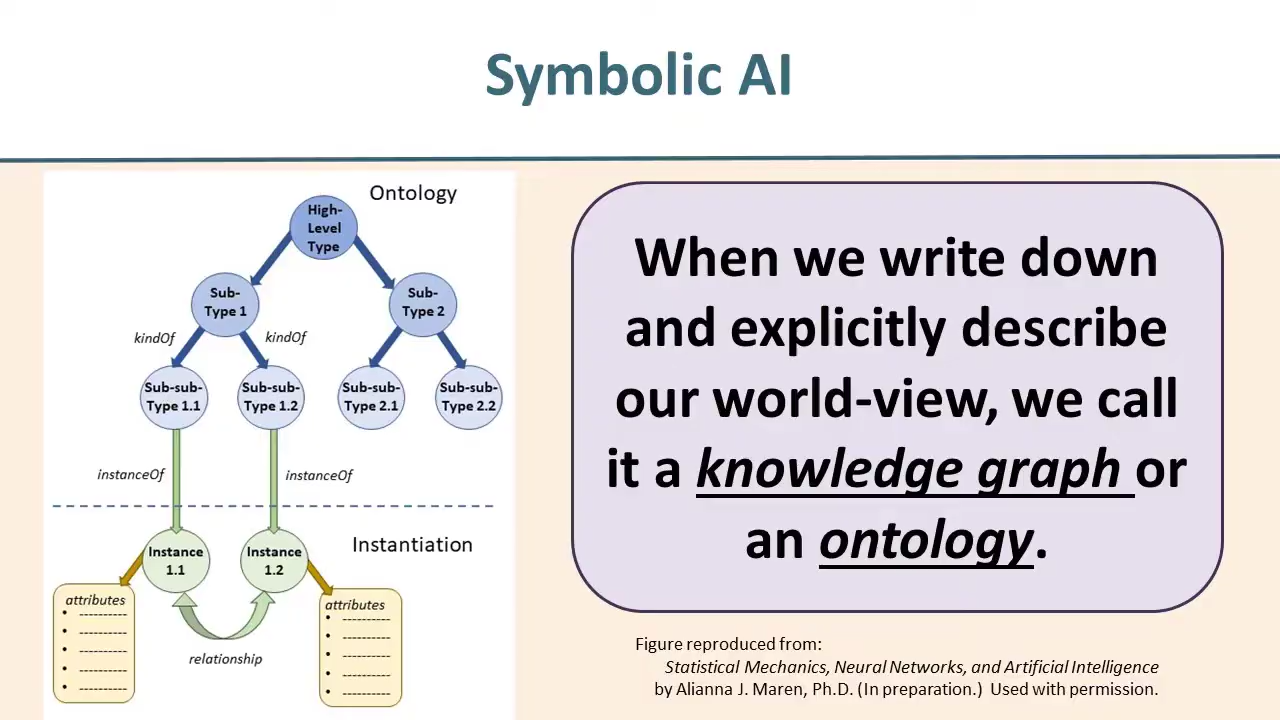 Symbolic AI
Ontology
High-
Level
Type
Sub-
Type 1
Sub-
Type 2
kindOf
kindOf
Sub-sub-
Type 1.1
Sub-sub-
Type 1.2
Sub-sub-
Type 2.1
Sub-sub-
Type 2.2
instanceOf
instanceOf
Instantiation
Instance
1.1
Instance
1.2
attributes
• ----------
• ----------
• ----------
• ----------
• ----------
attributes
• ----------
• ----------
• ----------
• ----------
• ----------
relationship
When we write down
and explicitly describe
our world-view, we call
it a knowledge graph or
an ontology.
Figure reproduced from:
Statistical Mechanics, Neural Networks, and Artificial Intelligence
by Alianna J. Maren, Ph.D. (In preparation.) Used with permission.